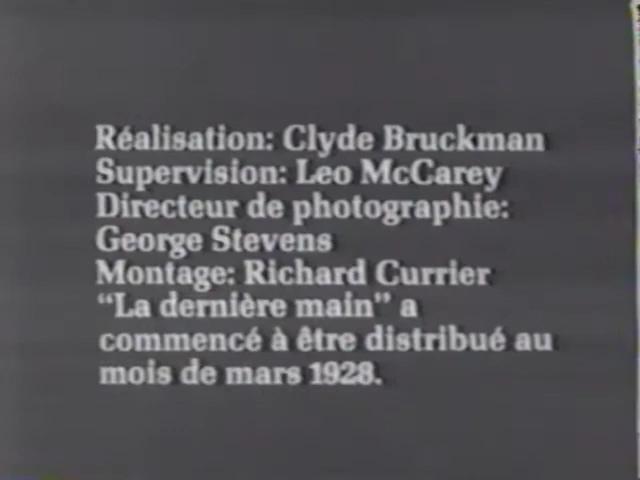 Réalisation: Clyde Bruckman
Supervision: Leo McCarey
Directeur de photographie:
George Stevens
Montage: Richard Currier
“La dernière main” a
commencé à être distribué au
mois de mars 1928.